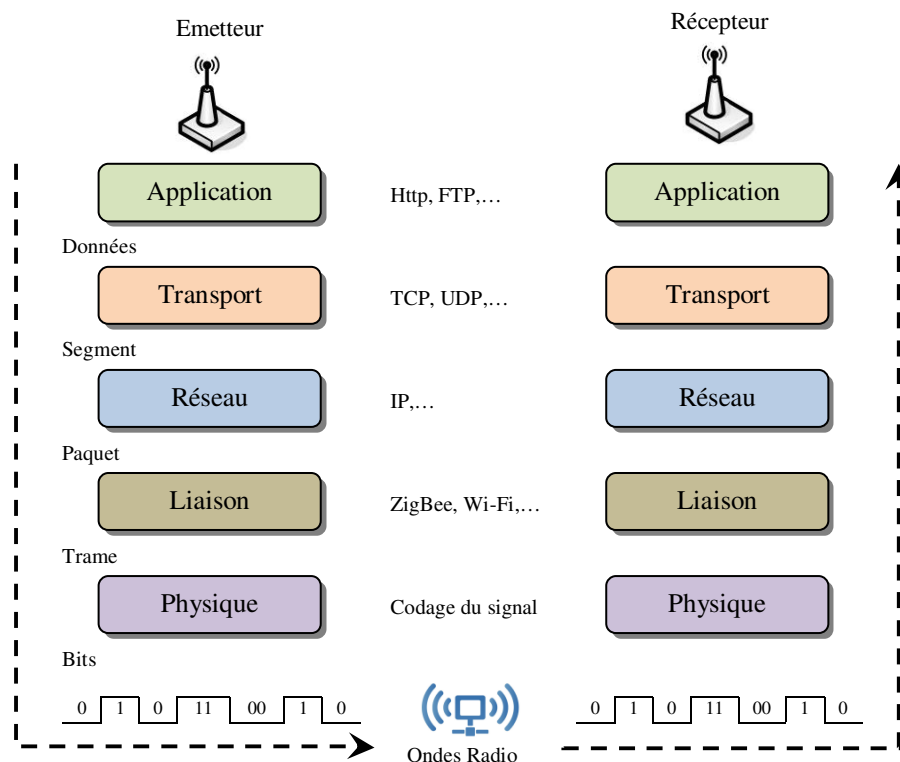 Emetteur
Récepteur
Application
Http, FTP,…
Application
Données
Transport
TCP, UDP,…
Transport
Segment
Réseau
IP,…
Réseau
Paquet
Liaison
ZigBee, Wi-Fi,…
Liaison
Trame
Physique
Codage du signal
Physique
Bits
0 1 0 11 00 1 0
0 1 0 11 00 1 0
Ondes Radio